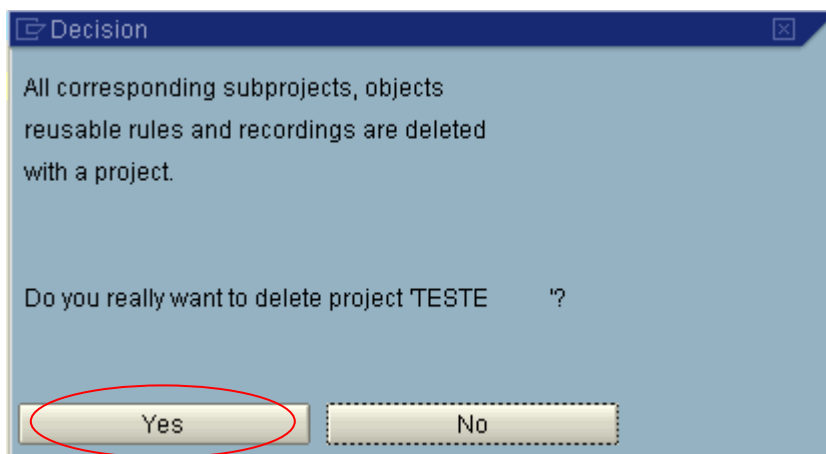 Decision
All corresponding subprojects, objects
reusable rules and recordings are deleted
with a project.
Do you really want to delete project 'TESTE        '?
Yes
No